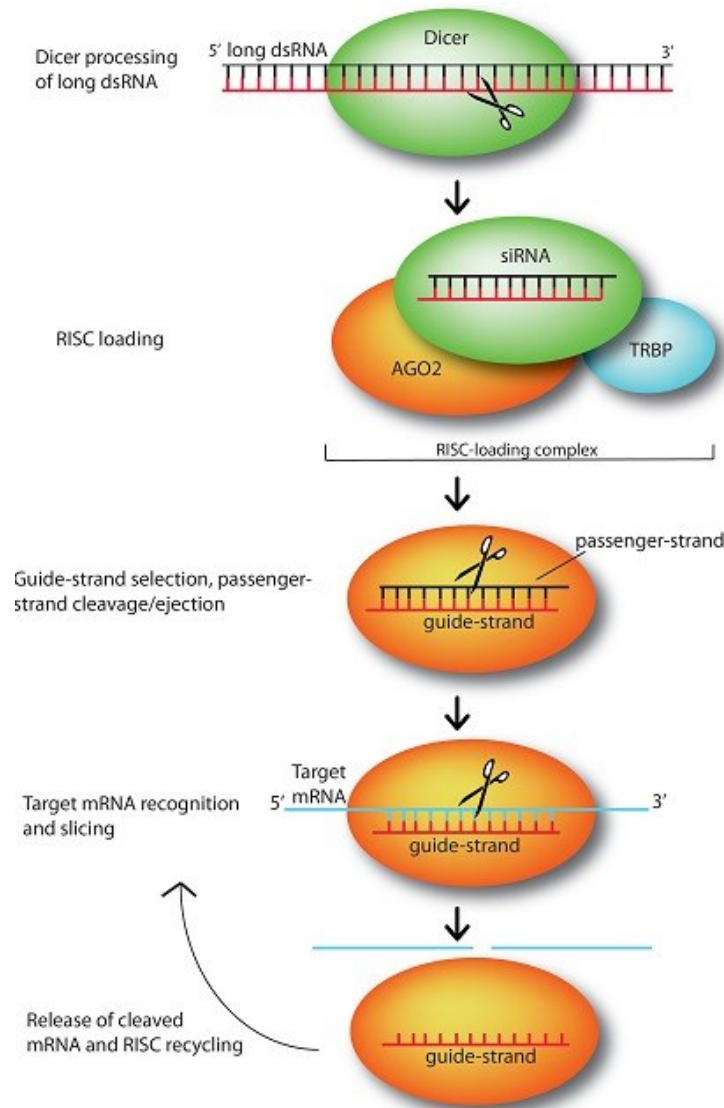 Dicer processing
of long dsRNA
5’ long dsRNA
Dicer
3’
RISC loading
siRNA
AGO2
TRBP
RISC-loading complex
Guide-strand selection, passenger-
strand cleavage/ejection
passenger-strand
guide-strand
Target mRNA recognition
and slicing
5’
Target
mRNA
3’
guide-strand
Release of cleaved
mRNA and RISC recycling
guide-strand